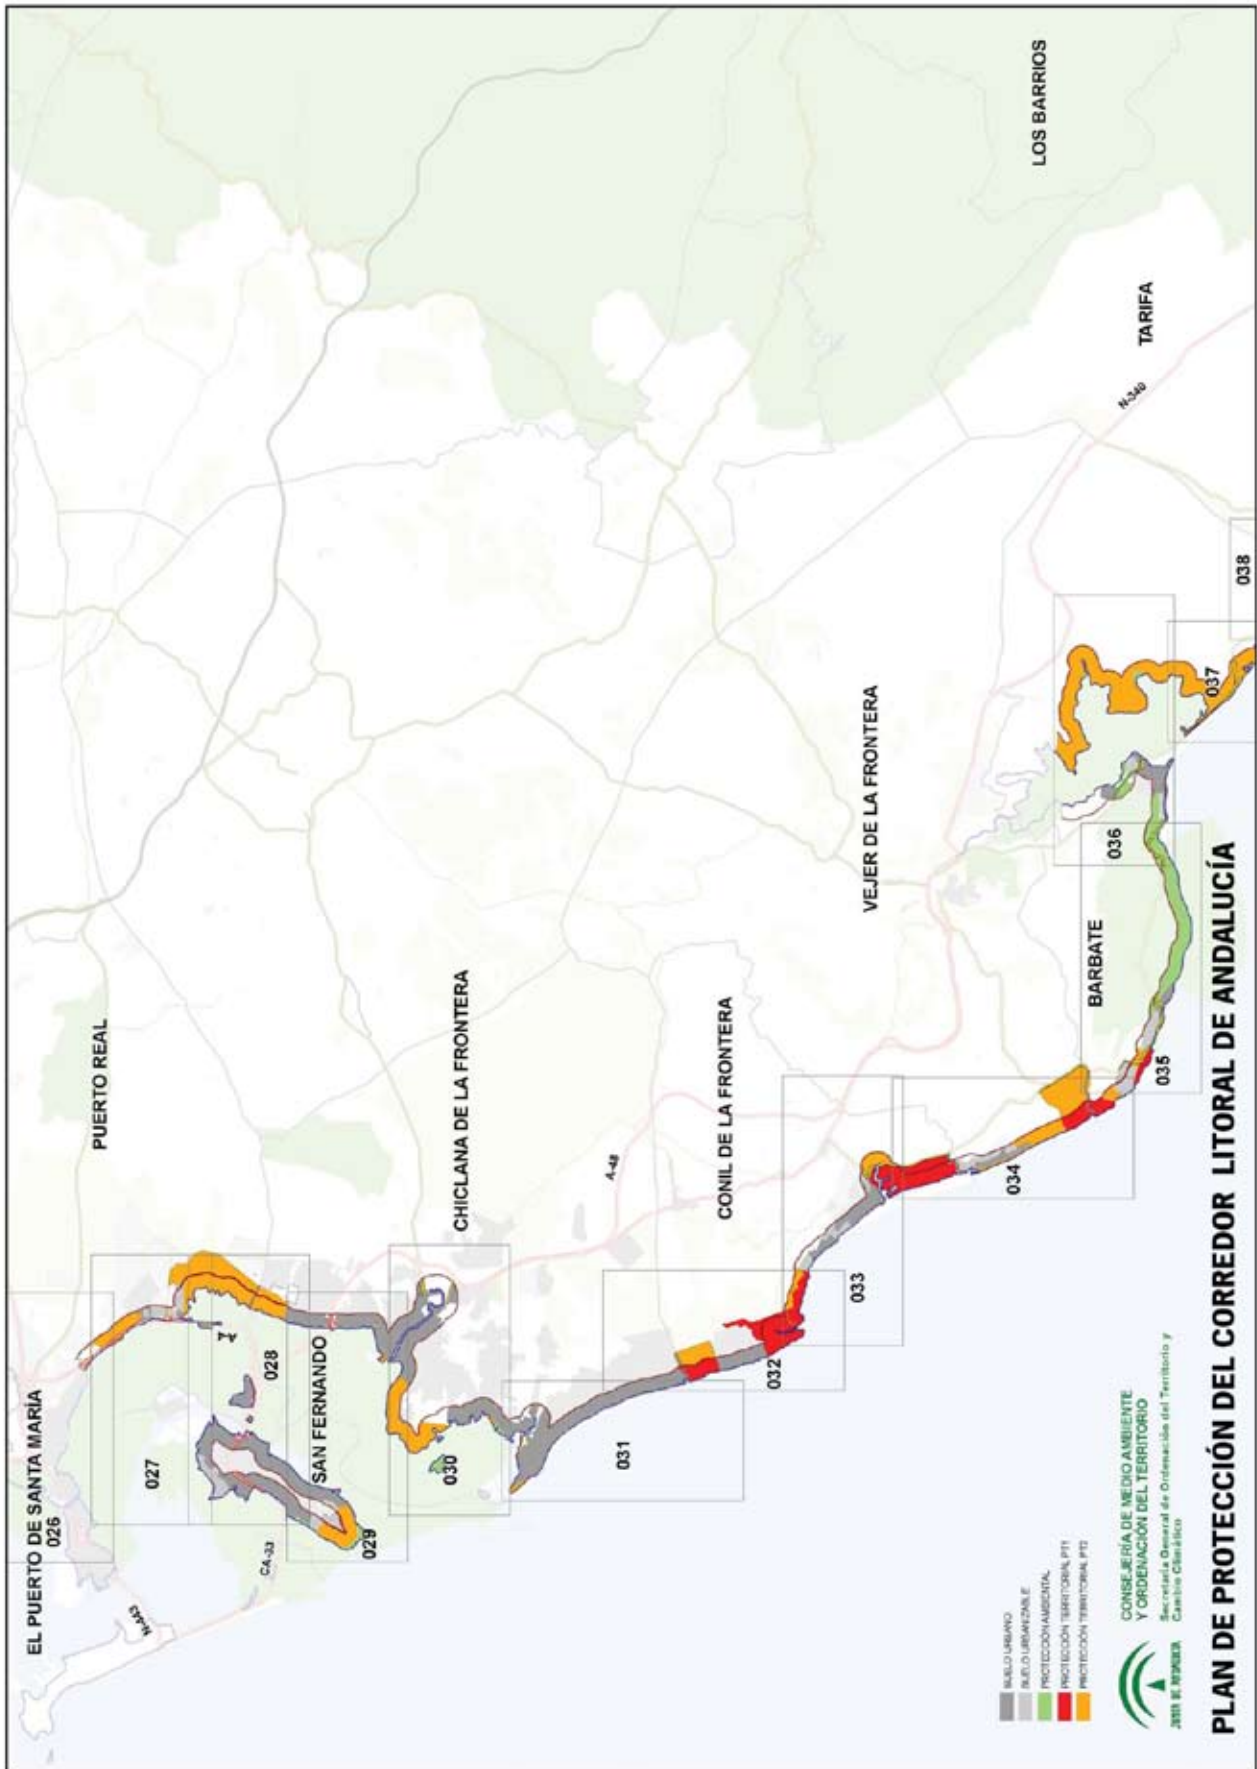 EL PUERTO DE SANTA MARÍA
PUERTO REAL
026
027
028
N-443
CA-33
SAN FERNANDO
029
CHICLANA DE LA FRONTERA
030
031
A-48
CONIL DE LA FRONTERA
032
033
VEJER DE LA FRONTERA
034
035
BARBATE
036
037
038
LOS BARRIOS
TARIFA
N-340
SUELO URBANO
SUELO URBANIZABLE
PROTECCIÓN AMBIENTAL
PROTECCIÓN TERRITORIAL PT1
PROTECCIÓN TERRITORIAL PT2
JUNTA DE ANDALUCIA
CONSEJERÍA DE MEDIO AMBIENTE
Y ORDENACIÓN DEL TERRITORIO
Secretaría General de Ordenación del Territorio y
Cambio Climático
PLAN DE PROTECCIÓN DEL CORREDOR LITORAL DE ANDALUCÍA